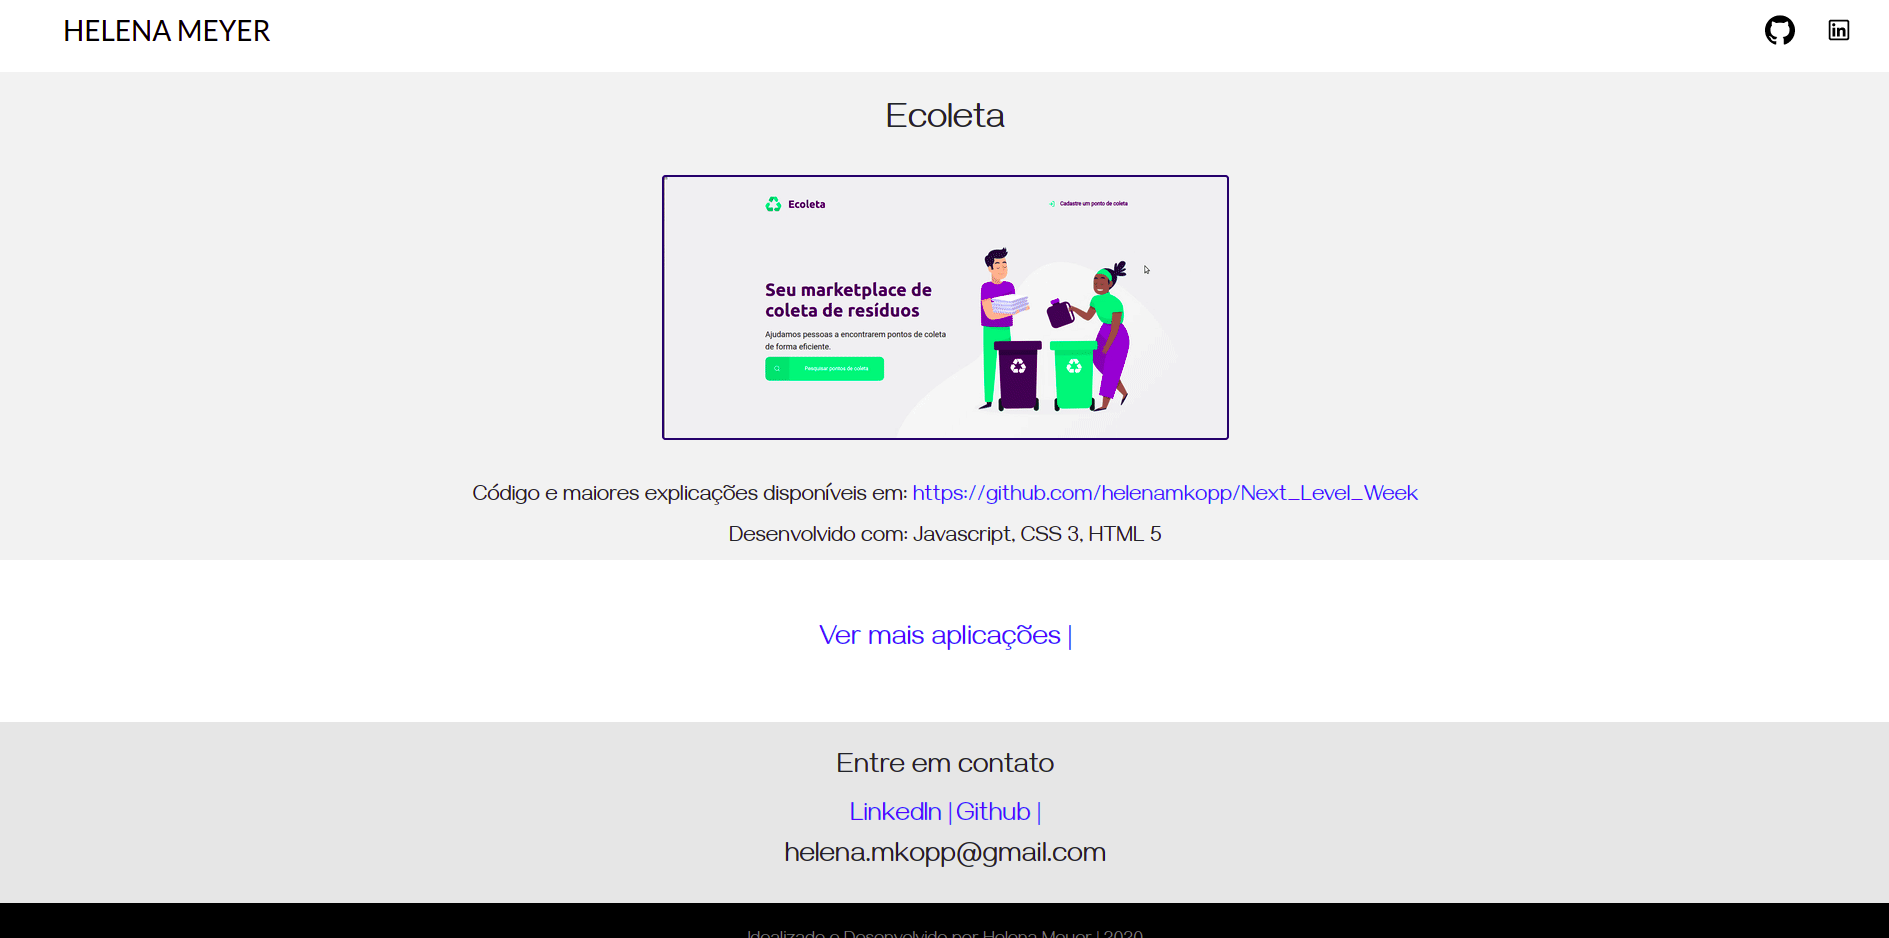 HELENA MEYER
Ecoleta
Ecoleta
Cadastre um ponto de coleta
Seu marketplace de
coleta de resíduos
Ajudamos pessoas a encontrarem pontos de coleta
de forma eficiente.
Pesquisar pontos de coleta
Código e maiores explicações disponíveis em: https://github.com/helenamkopp/Next_Level_Week
Desenvolvido com: Javascript, CSS 3, HTML 5
Ver mais aplicações |
Entre em contato
LinkedIn | Github |
helena.mkopp@gmail.com
Idealizado e Desenvolvido por Helena Meyer | 2020